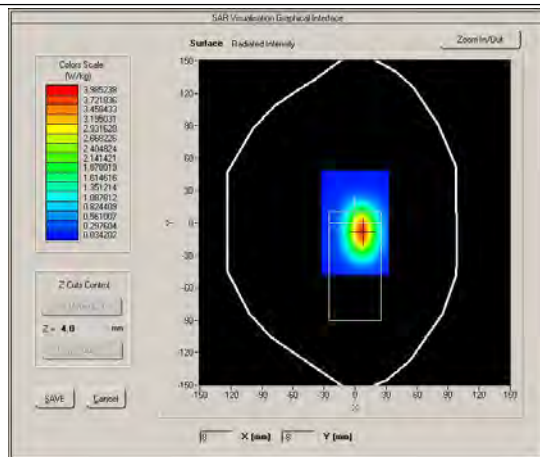 SAR Visualisation Graphical Interface
Surface Radiated Intensity
Zoom In/Out
Colors Scale
(W/kg)
3.985238
3.721836
3.458433
3.195031
2.931628
2.668226
2.404824
2.141421
1.878019
1.614616
1.351214
1.087812
0.824409
0.561007
0.297604
0.034202
150-
120-
90-
60-
30-
0-
-30-
-60-
-90-
-120-
-150-
Y
-150 -120 -90 -60 -30 0 30 60 90 120 150
X
Z Cuts Control
Z = 4.0 mm
SAVE
Cancel
8 X (mm) -8 Y (mm)